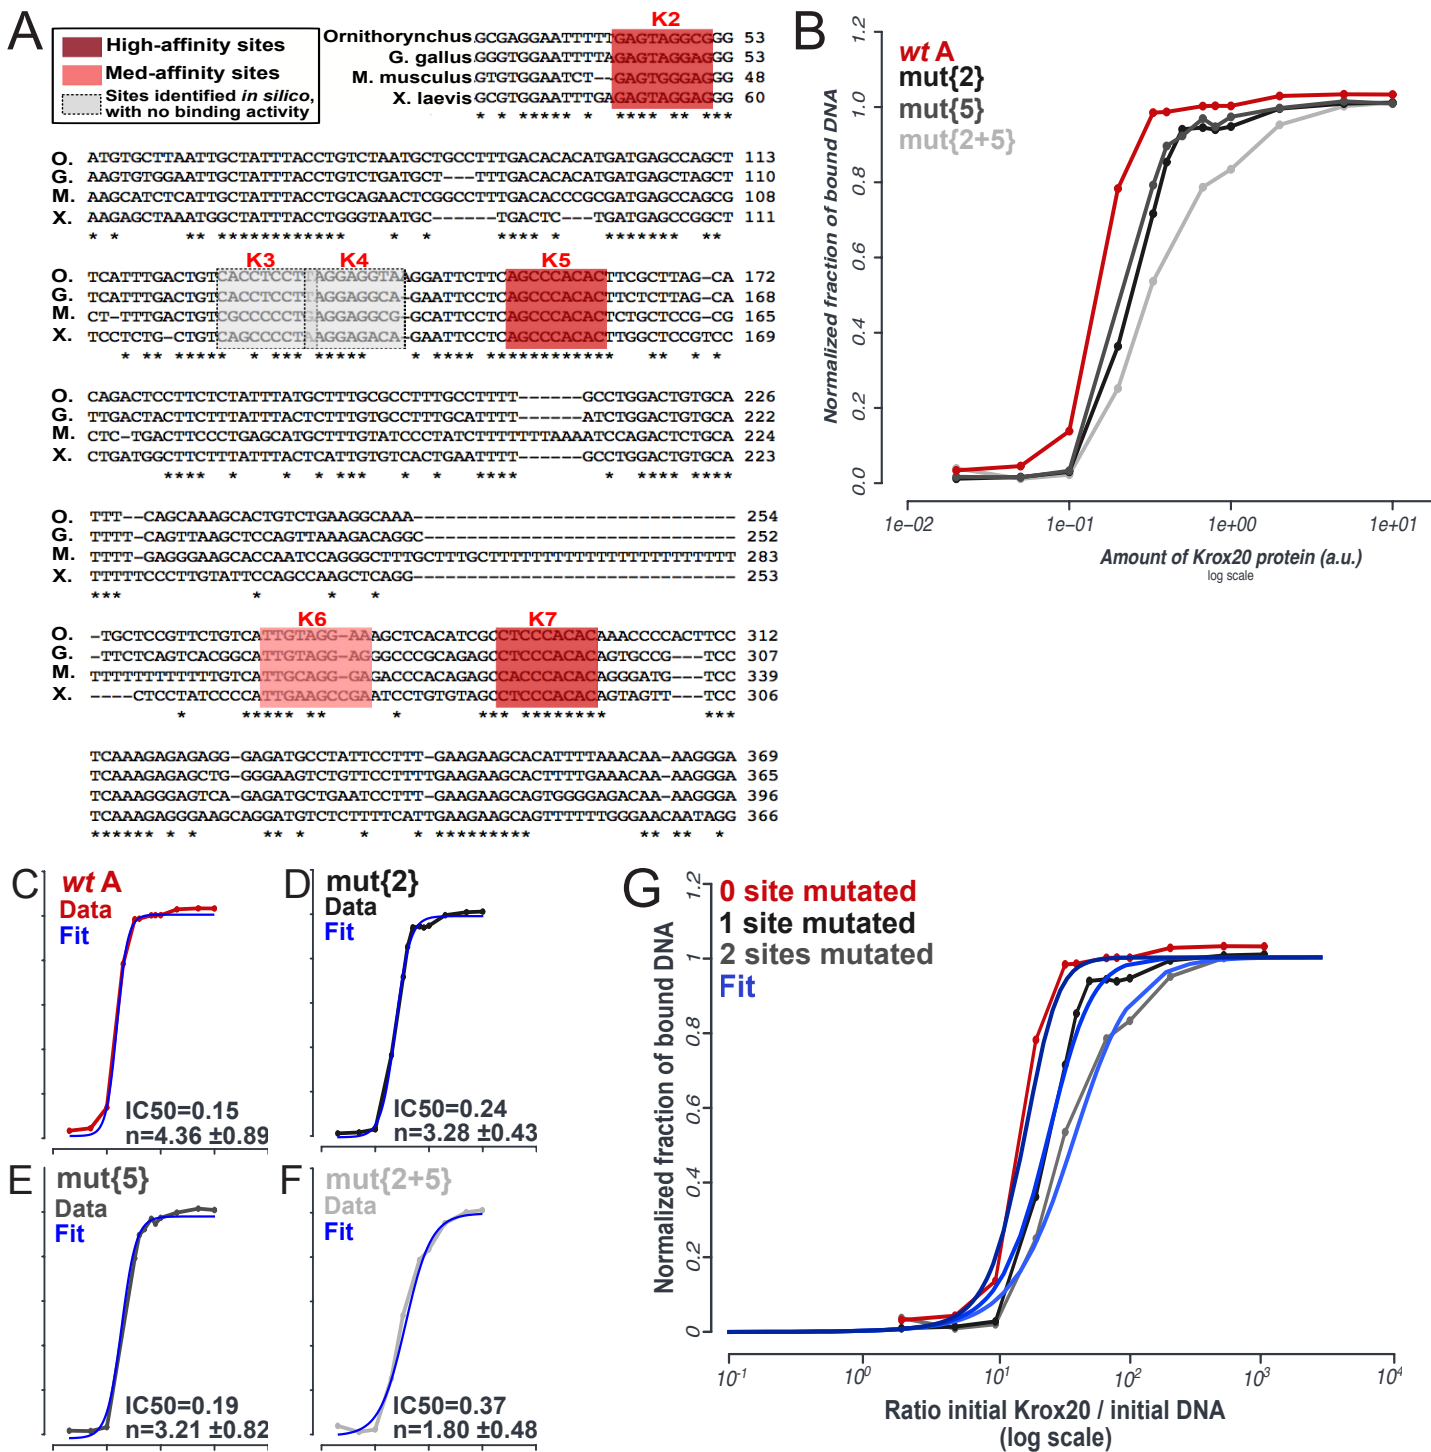 A
High-affinity sites
Med-affinity sites
Sites identified in silico,
with no binding activity
K2
Ornithorynchus GCGAGGAATTTTTGAGTAGGCGGG 53
G. gallus GGGTGGAATTTTAGAGTAGGAGGG 53
M. musculus GTGTGGAATCT--GAGTGGGAGGG 48
X. laevis GCGTGGAATTTGAGAGTAGGAGGG 60
* * ***** * **** ** ***
O. ATGTGCTTAATTGCTATTTACCTGTCTAATGCTGCCTTTGACACACATGATGAGCCAGCT 113
G. AAGTGTGGAATTGCTATTTACCTGTCTGATGCT---TTTGACACACATGATGAGCTAGCT 110
M. AAGCATCTCATTGCTATTTACCTGCAGAACTCGGCCTTTGACACCCGCGATGAGCCAGCG 108
X. AAGAGCTAAATGGCTATTTACCTGGGTAATGC------TGACTC---TGATGAGCCGGCT 111
* * ** ************ * * **** * ****** **
K3 K4 K5
O. TCATTTGACTGTCACCTCCTTAGGAGGTAAGGATTCTTCAGCCCACACTTCGCTTAG-CA 172
G. TCATTTGACTGTCACCTCCTTAGGAGGCA-GAATTCCTCAGCCCACACTTCTCTTAG-CA 168
M. CT-TTTGACTGTCGCCCCCTGAGGAGGCG-GCATTCCTCAGCCCACACTCTGCTCCG-CG 165
X. TCCTCTG-CTGTCAGCCCCTAAGGAGACA-GAATTCCTCAGCCCACACTTGGCTCCGTCC 169
* ** ***** * *** ***** * **** ************ ** * *
O. CAGACTCCTTCTCTATTTATGCTTTGCGCCTTTGCCTTTT------GCCTGGACTGTGCA 226
G. TTGACTACTTCTTTATTTACTCTTTGTGCCTTTGCATTTT------ATCTGGACTGTGCA 222
M. CTC-TGACTTCCCTGAGCATGCTTTGTATCCCTATCTTTTTTTTAAAATCCAGACTCTGCA 224
X. CTGATGGCTTCTTTATTTACTCATTGTGTCACTGAATTTT------GCCTGGACTGTGCA 223
**** * * * **** * * **** * **** ****
O. TTT--CAGCAAAGCACTGTCTGAAGGCAAA------------------------------ 254
G. TTTT-CAGTTAAGCTCCAGTTAAAGACAGGC----------------------------- 252
M. TTTT-GAGGGAAGCACCAATCCAGGGCTTTGCTTTGCTTTTTTTTTTTTTTTTTTTTTTT 283
X. TTTTTCCCTTGTATTCCAGCCAAGCTCAGG------------------------------ 253
*** * * *
K6 K7
O. -TGCTCCGTTCTGTCATTGTAGG-AAAGCTCACATCGCCTCCCACACAAACCCCACTTCC 312
G. -TTCTCAGTCACGGCATTGTAGG-AGGGCCCGCAGAGCCTCCCACACAGTGCCG---TCC 307
M. TTTTTTTTTTTGTCATTGCAGG-GAGACCCACAGAGCCACCCACACAGGGATG---TCC 339
X. ----CTCCTATCCCCATTGAAGCCGAATCCTGTGTAGCCTCCCACACAGTAGTT---TCC 306
* ***** ** * *** ******** ***
TCAAAGAGAGAGG-GAGATGCCTATTCCTTT-GAAGAAGCACATTTTAAACAA-AAGGGA 369
TCAAAGAGAGCTG-GGGAAGTCTGTTCCTTTTGAAGAAGCACTTTTGAAACAA-AAGGGA 365
TCAAAGGGAGTCA-GAGATGCTGAATCCTTT-GAAGAAGCAGTGGGGAGACAA-AAGGGA 396
TCAAAGAGGGAAGCAGGATGTCTCTTTTCATTGAAGAAGCAGTTTTTTGGGAACAATAGG 366
****** * * ** * * * ********* ** ** *
B
wt A
mut{2}
mut{5}
mut{2+5}
Normalized fraction of bound DNA
1.2
1.0
0.8
0.6
0.4
0.2
0.0
1e-02 1e-01 1e+00 1e+01
Amount of Krox20 protein (a.u.)
log scale
C
wt A
Data
Fit
IC50=0.15
n=4.36 ±0.89
D
mut{2}
Data
Fit
IC50=0.24
n=3.28 ±0.43
E
mut{5}
Data
Fit
IC50=0.19
n=3.21 ±0.82
F
mut{2+5}
Data
Fit
IC50=0.37
n=1.80 ±0.48
G
0 site mutated
1 site mutated
2 sites mutated
Fit
Normalized fraction of bound DNA
1.2
1
0.8
0.6
0.4
0.2
0
10-1 100 101 102 103 104
Ratio initial Krox20 / initial DNA
(log scale)